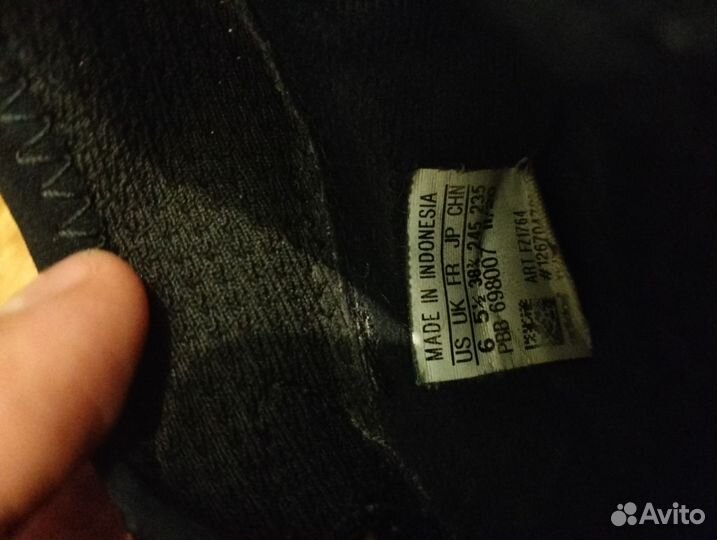 MADE IN INDONESIA
US UK FR JP CHN
6 5½ 38⅔ 245 235
PBB 698007
ART FZ1764
Avito